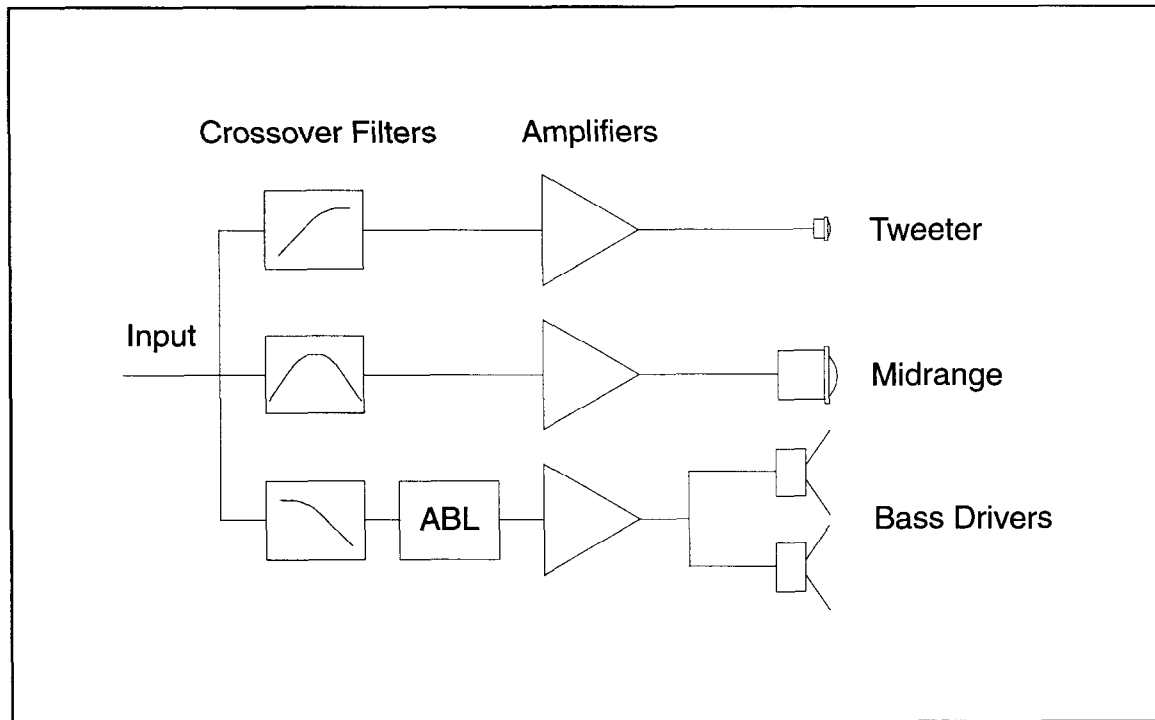 Crossover Filters
Amplifiers
Tweeter
Input
Midrange
ABL
Bass Drivers